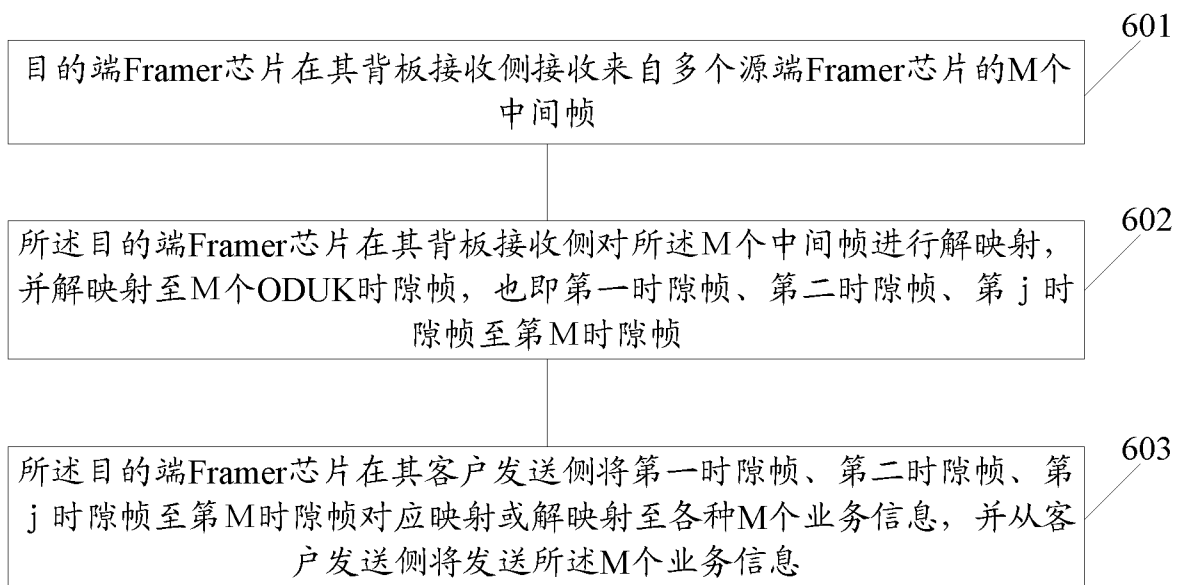 601
目的端Framer芯片在其背板接收侧接收来自多个源端Framer芯片的M个
中间帧
602
所述目的端Framer芯片在其背板接收侧对所述M个中间帧进行解映射，
并解映射至M个ODUK时隙帧，也即第一时隙帧、第二时隙帧、第j时
隙帧至第M时隙帧
603
所述目的端Framer芯片在其客户发送侧将第一时隙帧、第二时隙帧、第
j时隙帧至第M时隙帧对应映射或解映射至各种M个业务信息，并从客
户发送侧将发送所述M个业务信息